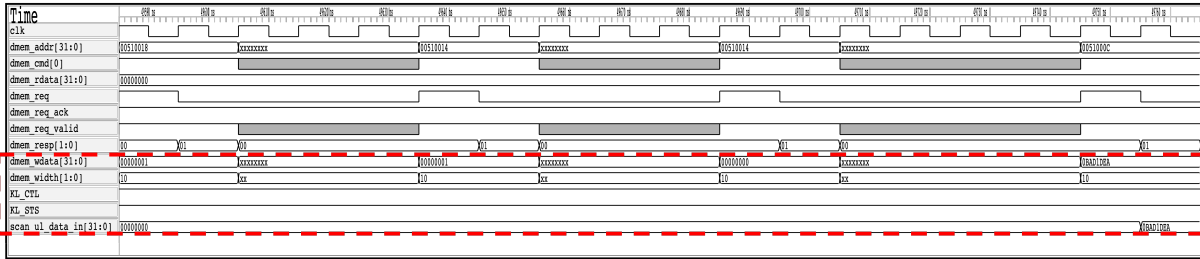 Time
clk
dmem_addr[31:0] 00510018 xxxxxxxx 00510014 xxxxxxxx 00510014 xxxxxxxx 0051000C
dmem_cmd[0]
dmem_rdata[31:0] 00000000
dmem_req
dmem_req_ack
dmem_req_valid
dmem_resp[1:0] 00 01 00 01 00 01 00 01
dmem_wdata[31:0] 00000001 xxxxxxxx 00000001 xxxxxxxx 00000000 xxxxxxxx 0BAD1DEA
dmem_width[1:0] 10 xx 10 xx 10 xx 10
KL_CTL
KL_STS
scan_ul_data_in[31:0] 00000000 0BAD1DEA